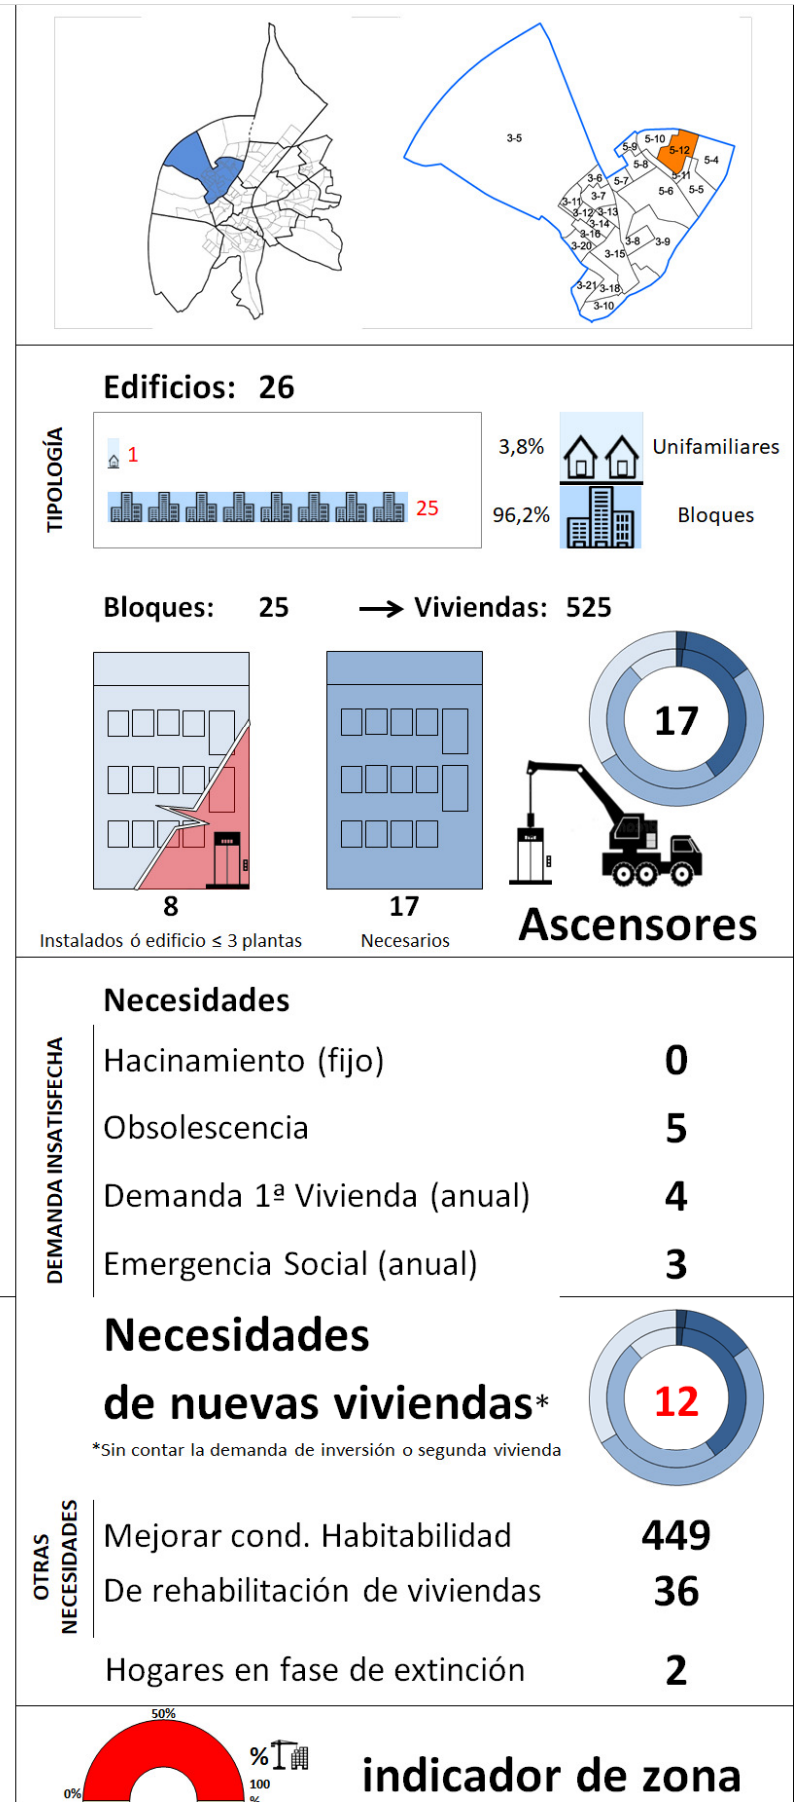 3-5
5-9
5-10
5-12
5-4
5-8
5-11
3-6
5-7
5-6
5-5
3-7
3-11
3-12
3-13
3-14
3-16
3-20
3-8
3-9
3-15
3-21
3-18
3-10
Edificios: 26
TIPOLOGÍA
1
3,8%
Unifamiliares
25
96,2%
Bloques
Bloques: 25 → Viviendas: 525
17
8
17
Instalados ó edificio ≤ 3 plantas
Necesarios
Ascensores
Necesidades
DEMANDA INSATISFECHA
Hacinamiento (fijo) 0
Obsolescencia 5
Demanda 1ª Vivienda (anual) 4
Emergencia Social (anual) 3
Necesidades
de nuevas viviendas*
12
*Sin contar la demanda de inversión o segunda vivienda
OTRAS
NECESIDADES
Mejorar cond. Habitabilidad 449
De rehabilitación de viviendas 36
Hogares en fase de extinción 2
50%
%
indicador de zona
0%
100
%